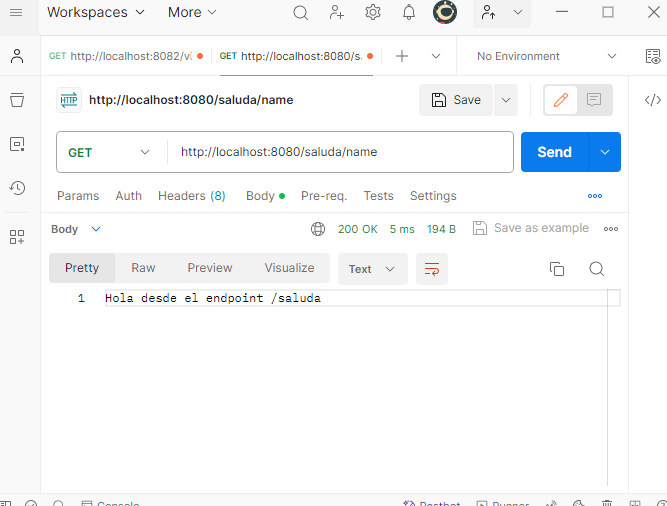 Workspaces More
GET http://localhost:8082/vi GET http://localhost:8080/s No Environment
HTTP http://localhost:8080/saluda/name Save
GET http://localhost:8080/saluda/name Send
Params Auth Headers (8) Body Pre-req. Tests Settings
Body 200 OK 5 ms 194 B Save as example
Pretty Raw Preview Visualize Text
1 Hola desde el endpoint /saluda
Console Postbot Runner